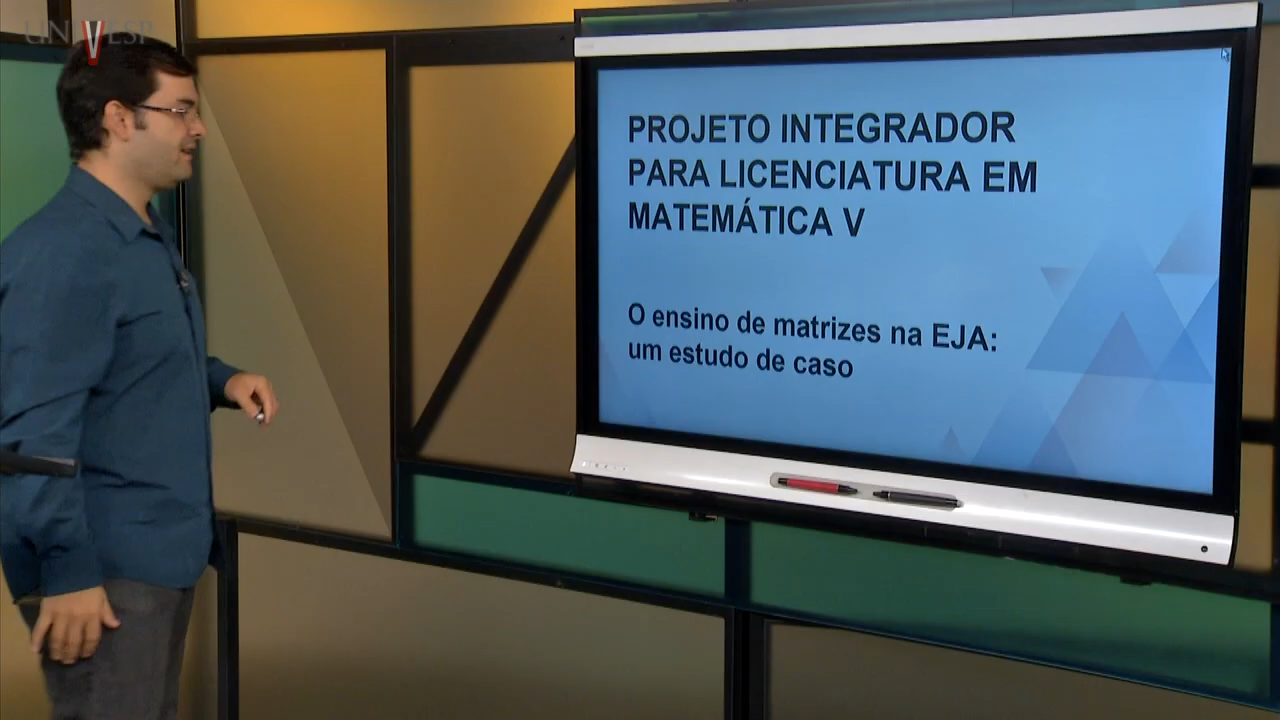 UNIVESP
PROJETO INTEGRADOR
PARA LICENCIATURA EM
MATEMÁTICA V
O ensino de matrizes na EJA:
um estudo de caso